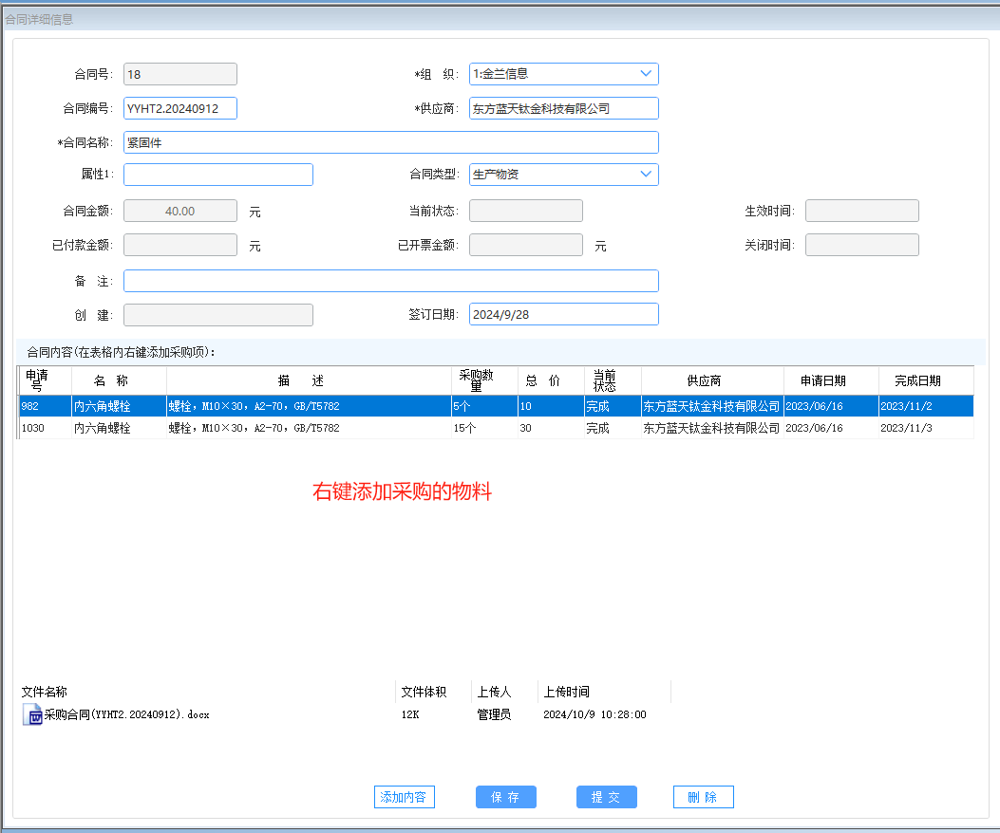 合同详细信息
合同号: 18 *组 织: 1:金兰信息
合同编号: YYHT2.20240912 *供应商: 东方蓝天钛金科技有限公司
*合同名称: 紧固件
属性1: 合同类型: 生产物资
合同金额: 40.00 元 当前状态: 生效时间:
已付款金额: 元 已开票金额: 元 关闭时间:
备 注:
创 建: 签订日期: 2024/9/28
合同内容(在表格内右键添加采购项):
申请号 名 称 描 述 采购数量 总 价 当前状态 供应商 申请日期 完成日期
982 内六角螺栓 螺栓，M10×30，A2-70，GB/T5782 5个 10 完成 东方蓝天钛金科技有限公司 2023/06/16 2023/11/2
1030 内六角螺栓 螺栓，M10×30，A2-70，GB/T5782 15个 30 完成 东方蓝天钛金科技有限公司 2023/06/16 2023/11/3
右键添加采购的物料
文件名称 文件体积 上传人 上传时间
采购合同(YYHT2.20240912).docx 12K 管理员 2024/10/9 10:28:00
添加内容 保 存 提 交 删 除